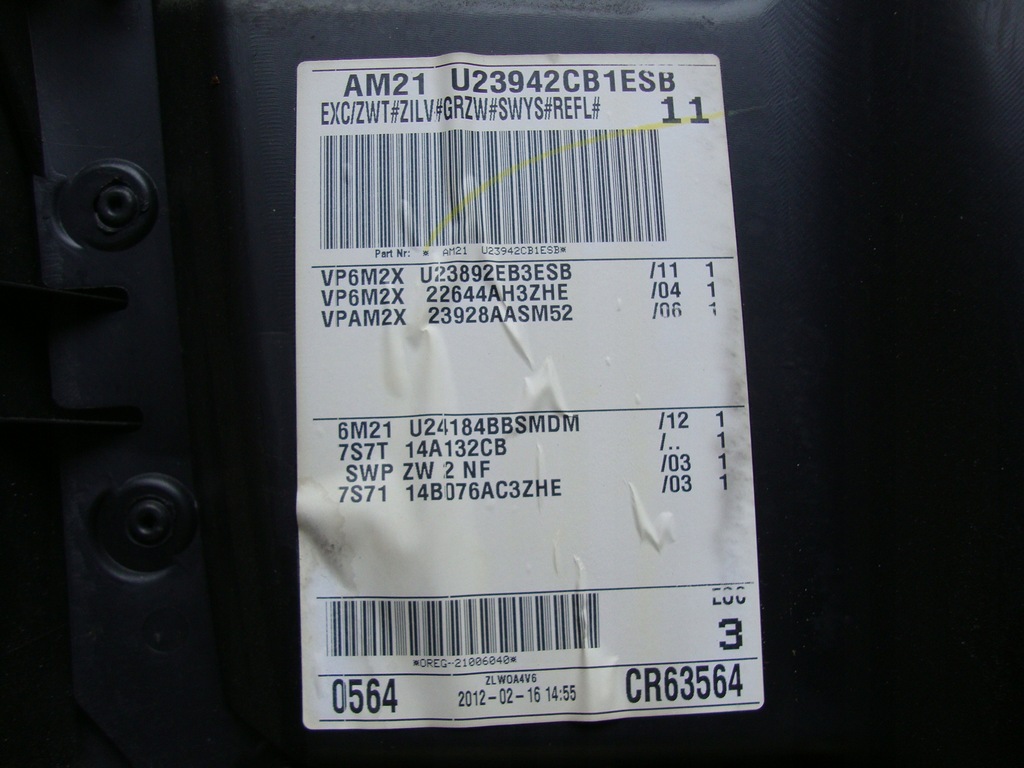 AM21 U23942CB1ESB
EXC/ZWT#ZILV#GRZW#SWYS#REFL# 11
Part Nr: * AM21 U23942CB1ESB*
VP6M2X U23892EB3ESB /11 1
VP6M2X 22644AH3ZHE /04 1
VPAM2X 23928AASM52 /06 1
6M21 U24184BBSMDM /12 1
7S7T 14A132CB /.. 1
SWP ZW 2 NF /03 1
7S71 14B076AC3ZHE /03 1
3
*OREG-21006040*
ZLWOA4V6
0564 2012-02-16 14:55 CR63564